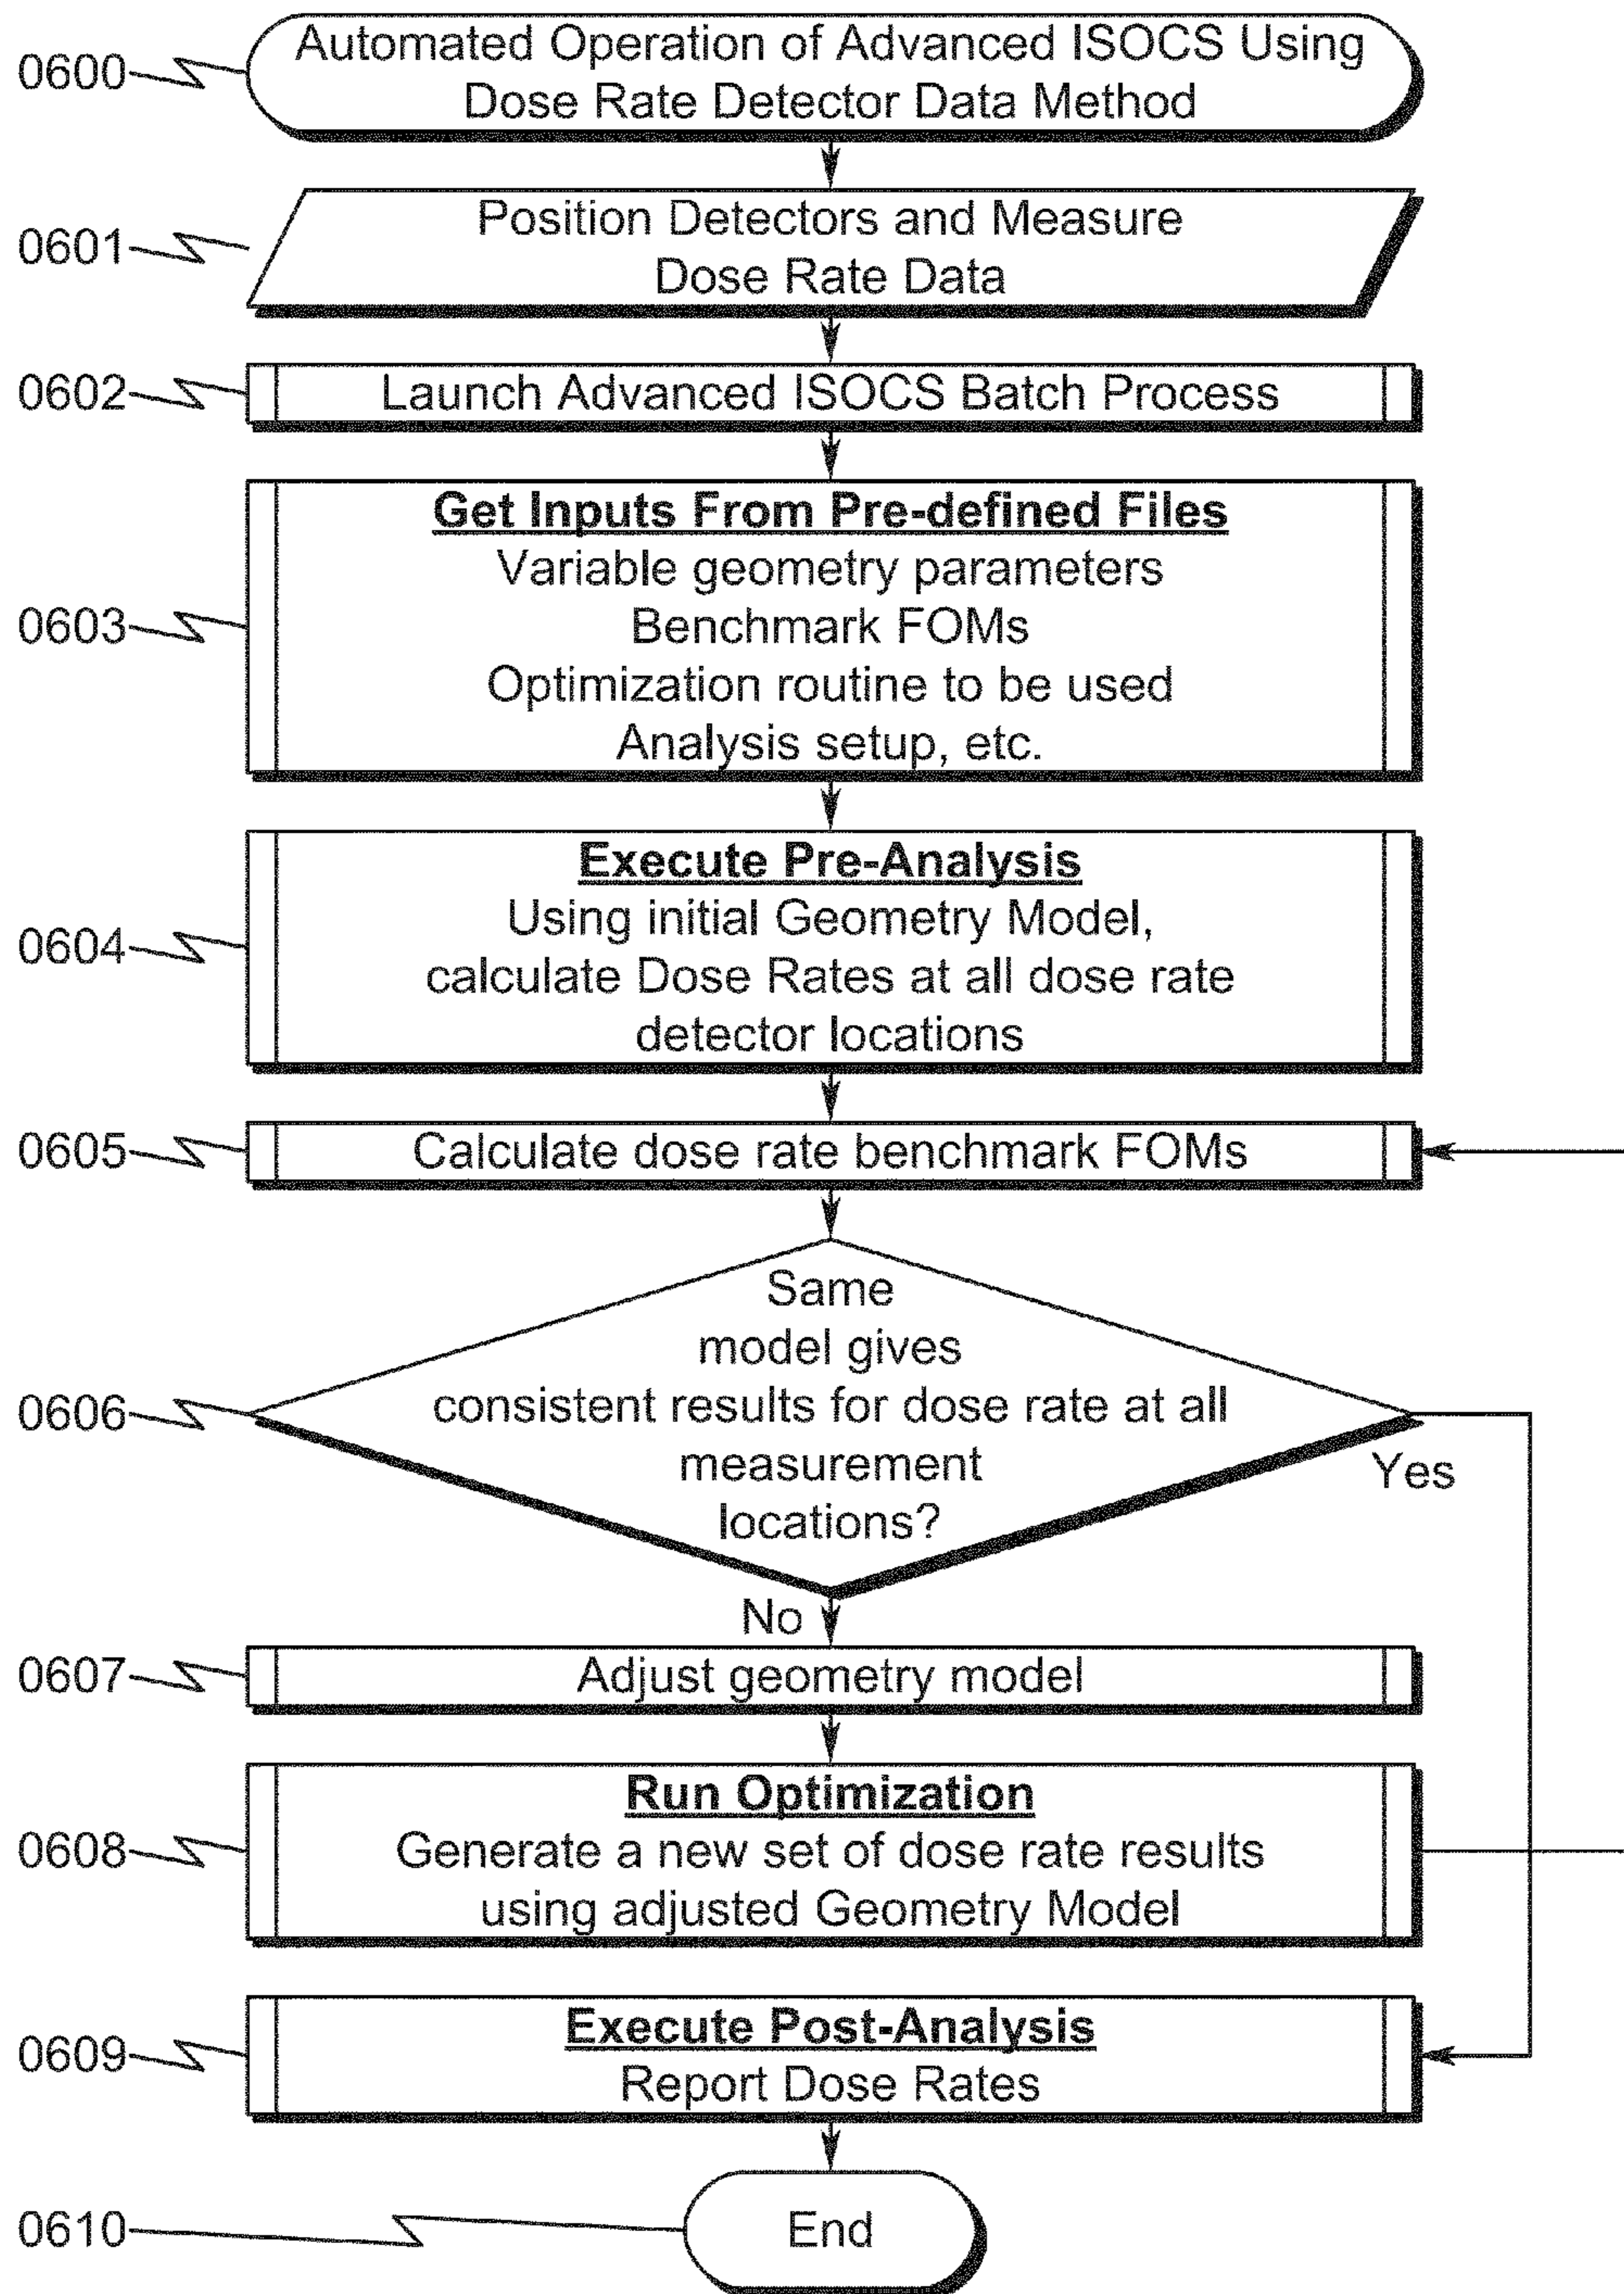 0600
Automated Operation of Advanced ISOCS Using
Dose Rate Detector Data Method
0601
Position Detectors and Measure
Dose Rate Data
0602
Launch Advanced ISOCS Batch Process
0603
Get Inputs From Pre-defined Files
Variable geometry parameters
Benchmark FOMs
Optimization routine to be used
Analysis setup, etc.
0604
Execute Pre-Analysis
Using initial Geometry Model,
calculate Dose Rates at all dose rate
detector locations
0605
Calculate dose rate benchmark FOMs
0606
Same
model gives
consistent results for dose rate at all
measurement
locations?
Yes
No
0607
Adjust geometry model
0608
Run Optimization
Generate a new set of dose rate results
using adjusted Geometry Model
0609
Execute Post-Analysis
Report Dose Rates
0610
End